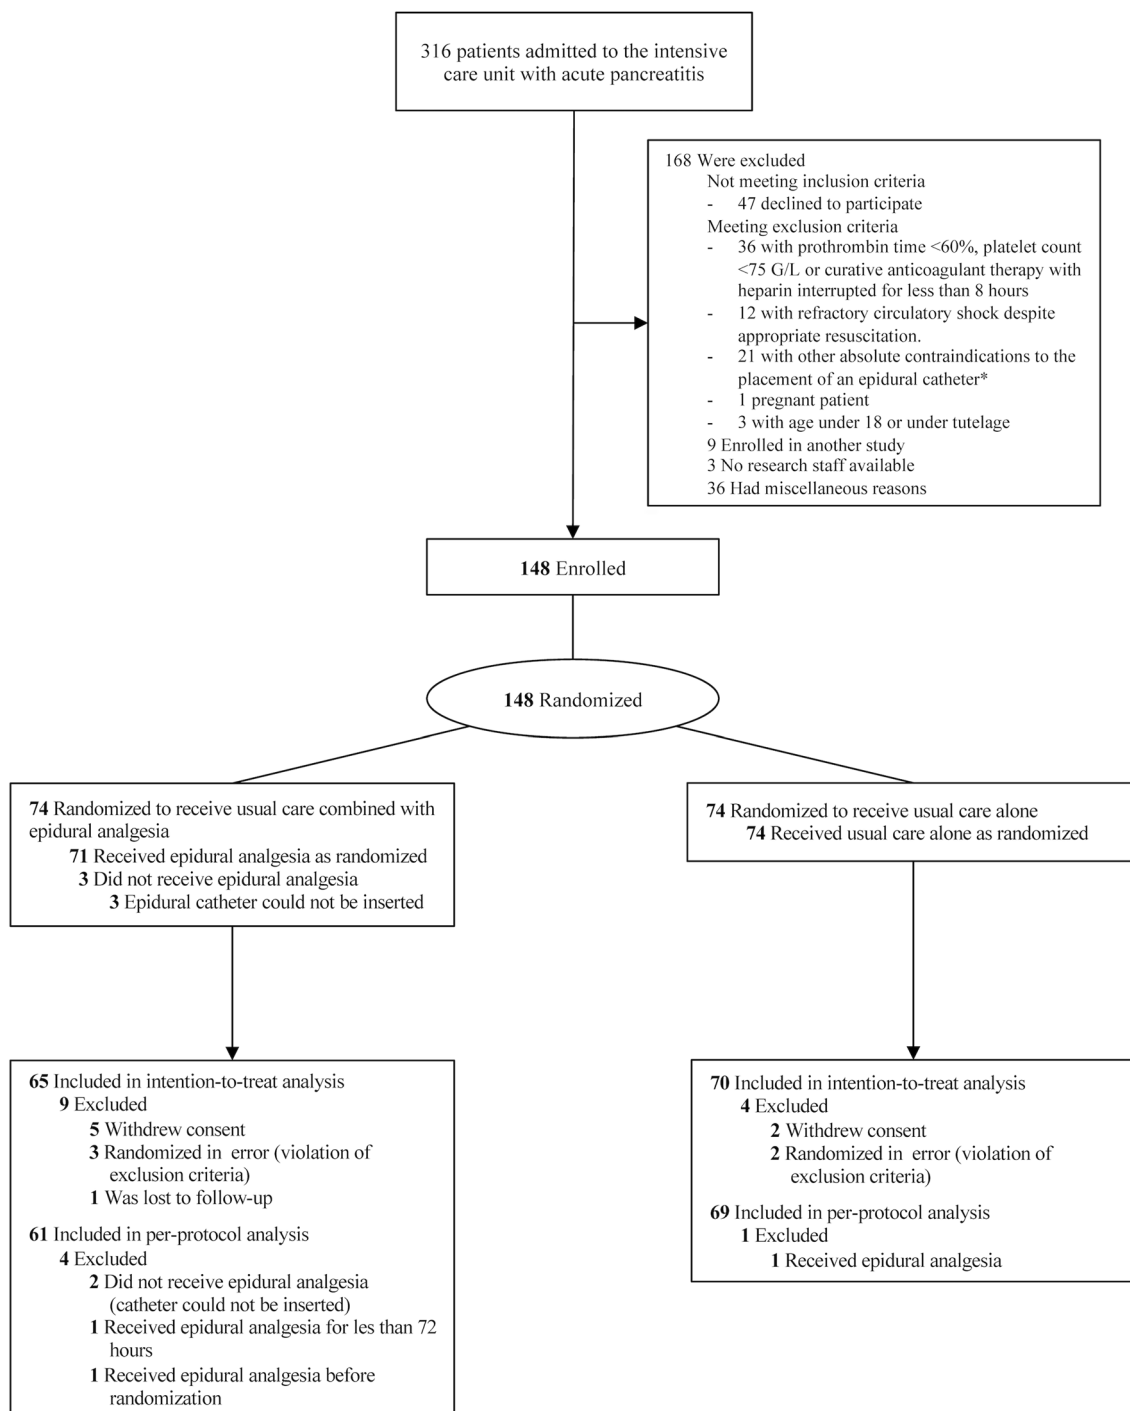 316 patients admitted to the intensive
care unit with acute pancreatitis
168 Were excluded
Not meeting inclusion criteria
- 47 declined to participate
Meeting exclusion criteria
- 36 with prothrombin time <60%, platelet count
<75 G/L or curative anticoagulant therapy with
heparin interrupted for less than 8 hours
- 12 with refractory circulatory shock despite
appropriate resuscitation.
- 21 with other absolute contraindications to the
placement of an epidural catheter*
- 1 pregnant patient
- 3 with age under 18 or under tutelage
9 Enrolled in another study
3 No research staff available
36 Had miscellaneous reasons
148 Enrolled
148 Randomized
74 Randomized to receive usual care combined with
epidural analgesia
71 Received epidural analgesia as randomized
3 Did not receive epidural analgesia
3 Epidural catheter could not be inserted
74 Randomized to receive usual care alone
74 Received usual care alone as randomized
65 Included in intention-to-treat analysis
9 Excluded
5 Withdrew consent
3 Randomized in error (violation of
exclusion criteria)
1 Was lost to follow-up
61 Included in per-protocol analysis
4 Excluded
2 Did not receive epidural analgesia
(catheter could not be inserted)
1 Received epidural analgesia for less than 72
hours
1 Received epidural analgesia before
randomization
70 Included in intention-to-treat analysis
4 Excluded
2 Withdrew consent
2 Randomized in error (violation of
exclusion criteria)
69 Included in per-protocol analysis
1 Excluded
1 Received epidural analgesia